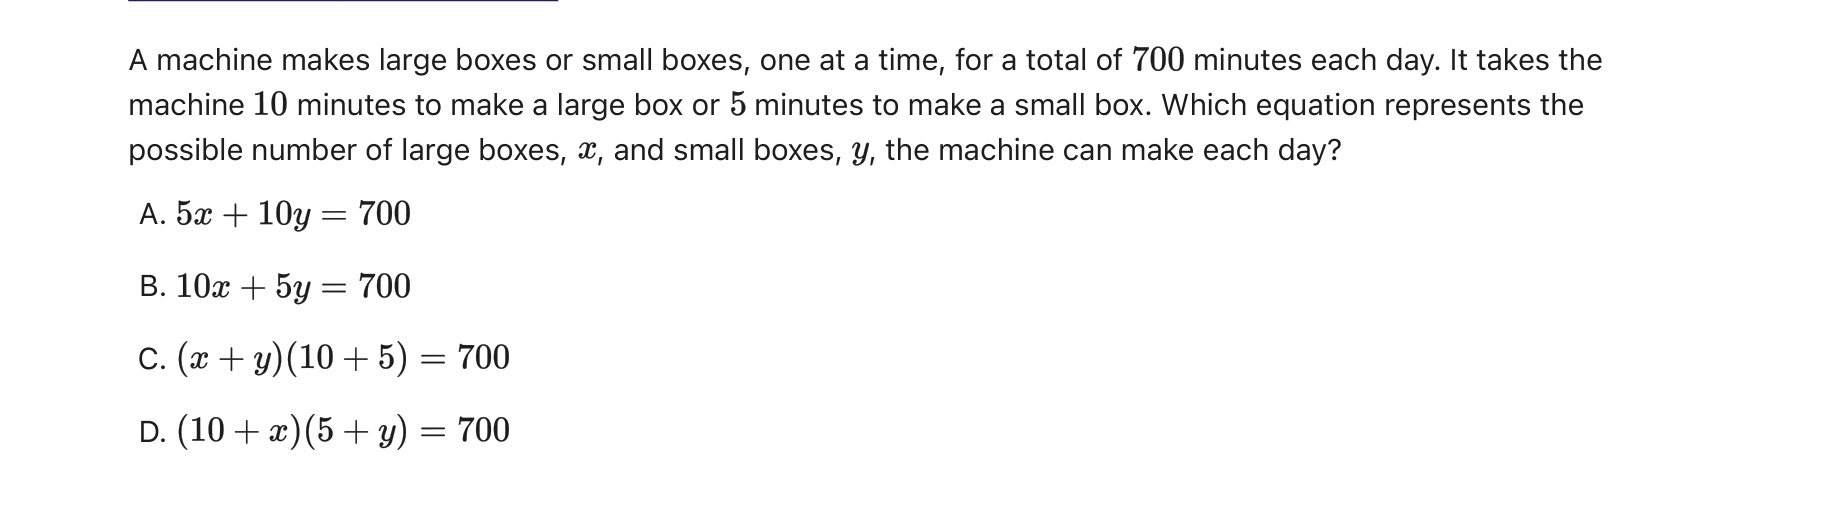 A machine makes large boxes or small boxes, one at a time, for a total of 700 minutes each day. It takes the
machine 10 minutes to make a large box or 5 minutes to make a small box. Which equation represents the
possible number of large boxes, x, and small boxes, y, the machine can make each day?
A. 5x + 10y = 700
B. 10x + 5y = 700
C. (x + y)(10 + 5) = 700
D. (10 + x)(5 + y) = 700